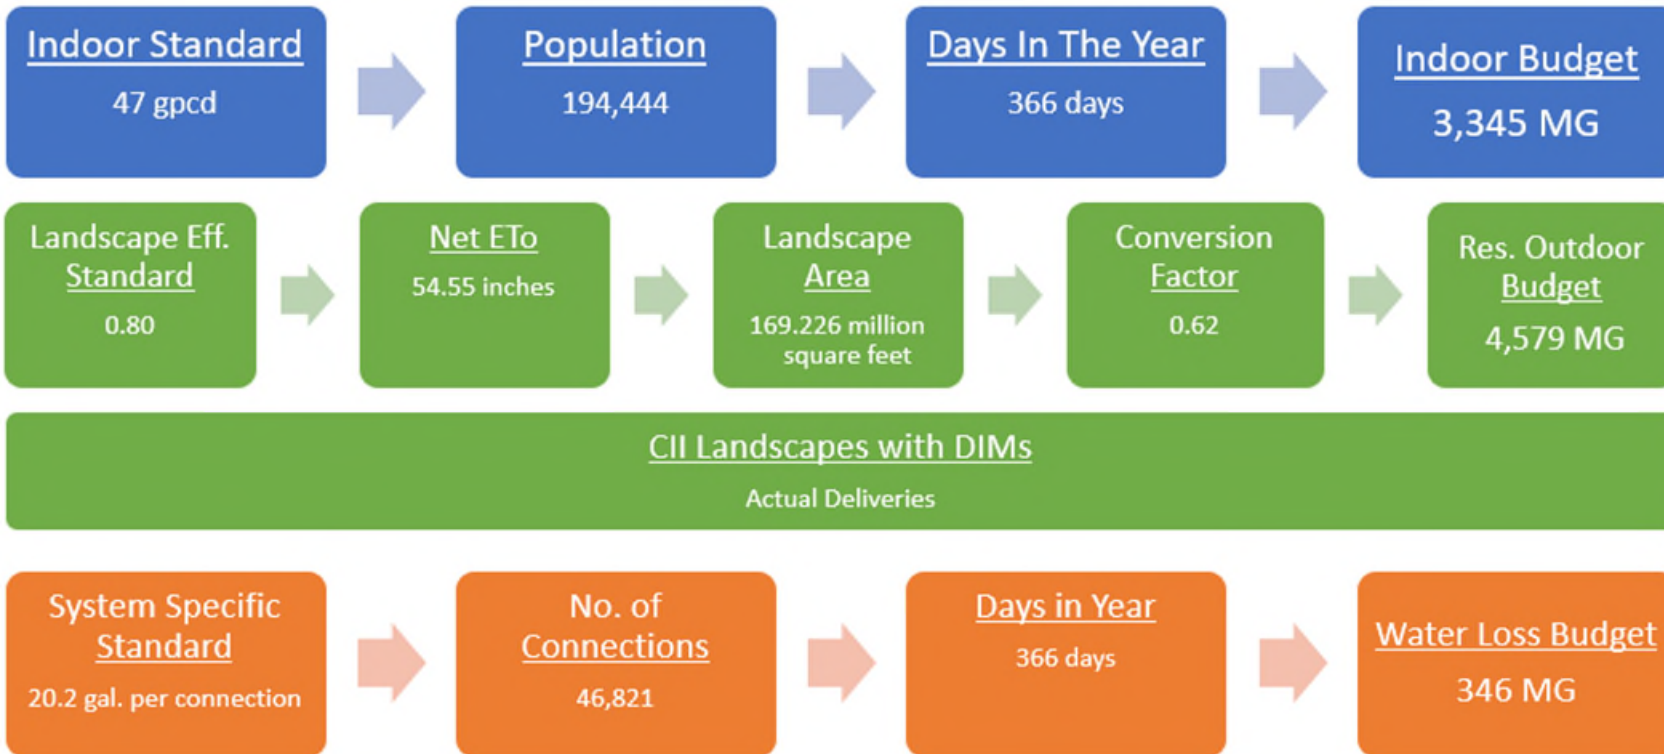 Indoor Standard
47 gpcd
Population
194,444
Days In The Year
366 days
Indoor Budget
3,345 MG
Landscape Eff.
Standard
0.80
Net ETo
54.55 inches
Landscape
Area
169.226 million
square feet
Conversion
Factor
0.62
Res. Outdoor
Budget
4,579 MG
CII Landscapes with DIMs
Actual Deliveries
System Specific
Standard
20.2 gal. per connection
No. of
Connections
46,821
Days in Year
366 days
Water Loss Budget
346 MG